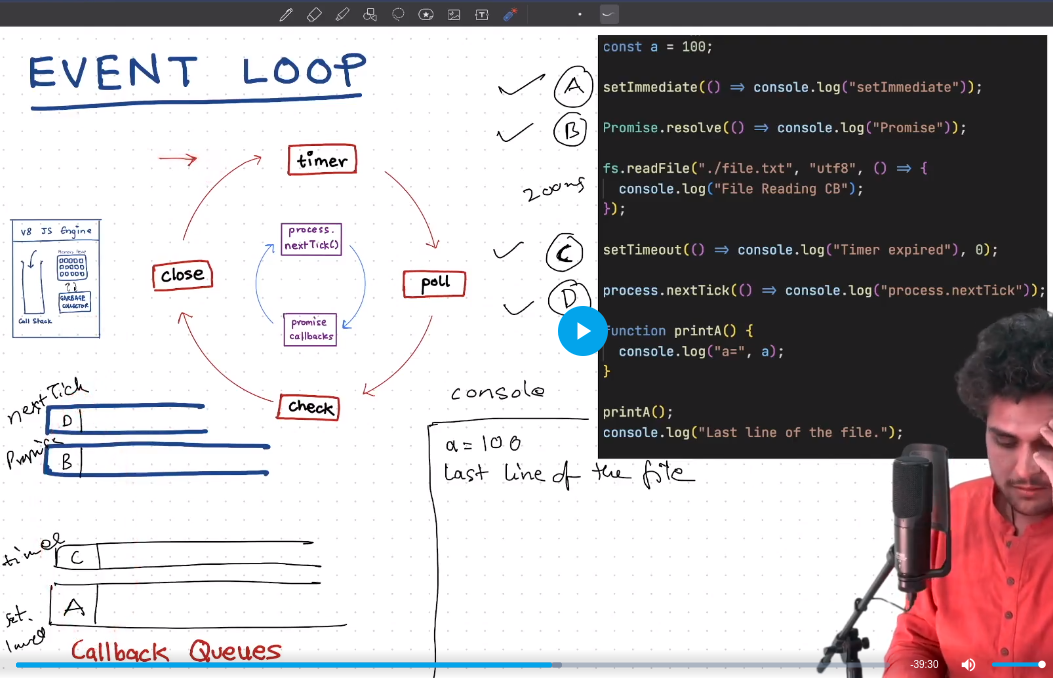 EVENT LOOP
A
B
200ms
C
D
timer
process.
nextTick()
close
poll
promise
callbacks
check
V8 JS Engine
GARBAGE
COLLECTOR
Call Stack
const a = 100;
setImmediate(() => console.log("setImmediate"));
Promise.resolve(() => console.log("Promise"));
fs.readFile("./file.txt", "utf8", () => {
console.log("File Reading CB");
});
setTimeout(() => console.log("Timer expired"), 0);
process.nextTick(() => console.log("process.nextTick"));
function printA() {
console.log("a=", a);
}
printA();
console.log("Last line of the file.");
nextTick
D
Promise
B
console
a = 100
Last line of the file
timer
C
set.
A
Callback Queues
-39:30